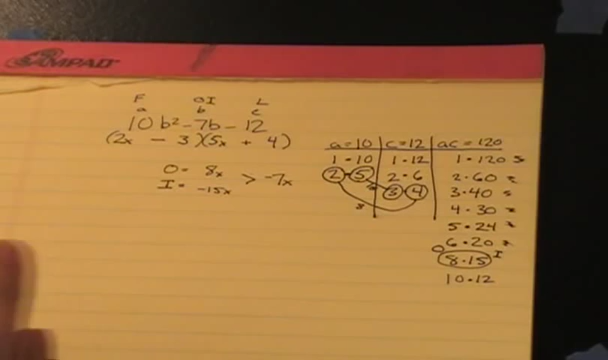 AMPAD
F OI L
a b c
10b² - 7b - 12
(2x - 3)(5x + 4)
O = 8x
I = -15x > -7x
a = 10 c = 12 ac = 120
1 • 10 1 • 12 1 • 120
2 • 5 2 • 6 2 • 60
3 • 4 3 • 40
4 • 30
5 • 24
6 • 20
O 8 • 15 I
10 • 12
8